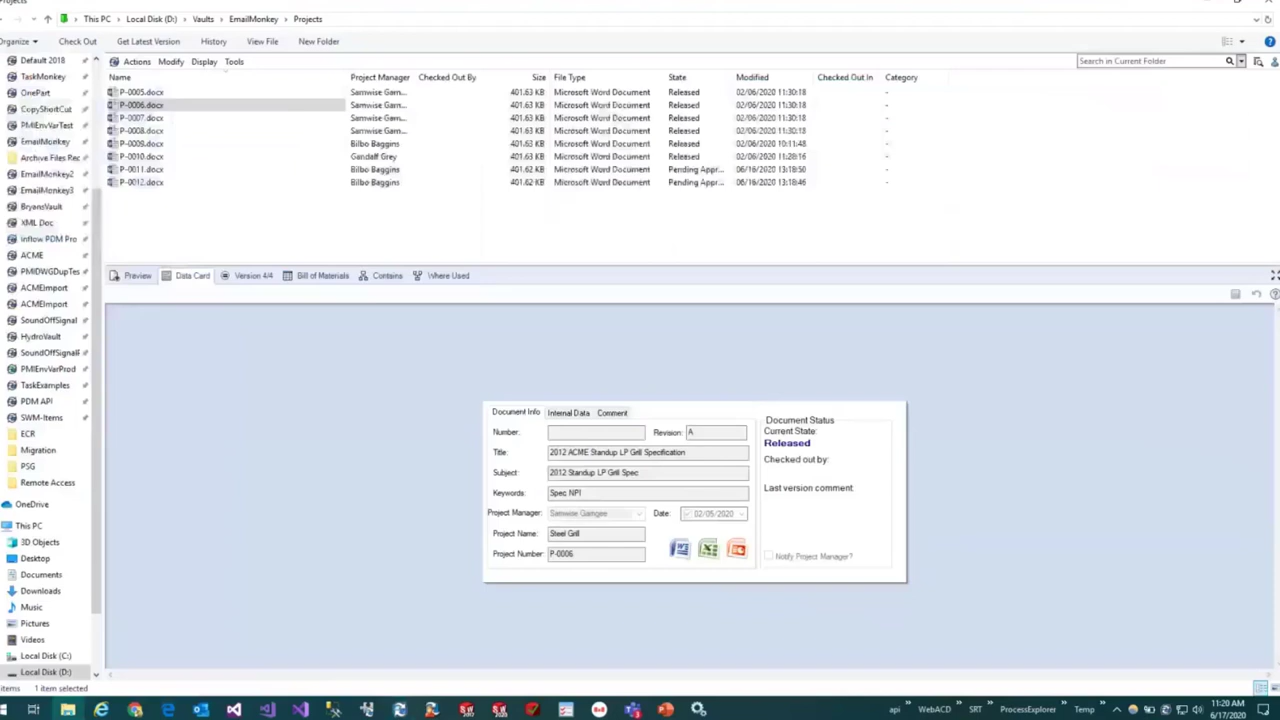 Projects
This PC > Local Disk (D:) > Vaults > EmailMonkey > Projects
Organize Check Out Get Latest Version History View File New Folder
Actions Modify Display Tools Search in Current Folder
Name Project Manager Checked Out By Size File Type State Modified Checked Out In Category
P-0005.docx Samwise Gam... 401.63 KB Microsoft Word Document Released 02/06/2020 11:30:18 -
P-0006.docx Samwise Gam... 401.63 KB Microsoft Word Document Released 02/06/2020 11:30:18 -
P-0007.docx Samwise Gam... 401.63 KB Microsoft Word Document Released 02/06/2020 11:30:18 -
P-0008.docx Samwise Gam... 401.63 KB Microsoft Word Document Released 02/06/2020 11:30:18 -
P-0009.docx Bilbo Baggins 401.63 KB Microsoft Word Document Released 02/06/2020 10:11:48 -
P-0010.docx Gandalf Grey 401.63 KB Microsoft Word Document Released 02/06/2020 11:28:16 -
P-0011.docx Bilbo Baggins 401.62 KB Microsoft Word Document Pending Appr... 06/16/2020 13:18:50 -
P-0012.docx Bilbo Baggins 401.62 KB Microsoft Word Document Pending Appr... 06/16/2020 13:18:46 -
Default 2018
TaskMonkey
OnePart
CopyShortCut
PMIEnvVarTest
EmailMonkey
Archive Files Rec
EmailMonkey2
EmailMonkey3
BryansVault
XML Doc
inflow PDM Pro
ACME
PMIDWGDupTes
ACMEImport
ACMEImport
SoundOffSignal
HydroVault
SoundOffSignalF
PMIEnvVarProd
TaskExamples
PDM API
SWM-Items
ECR
Migration
PSG
Remote Access
OneDrive
This PC
3D Objects
Desktop
Documents
Downloads
Music
Pictures
Videos
Local Disk (C:)
Local Disk (D:)
Preview Data Card Version 4/4 Bill of Materials Contains Where Used
Document Info Internal Data Comment
Number: Revision: A
Title: 2012 ACME Standup LP Grill Specification
Subject: 2012 Standup LP Grill Spec
Keywords: Spec NPI
Project Manager: Samwise Gamgee Date: 02/05/2020
Project Name: Steel Grill
Project Number: P-0006
Document Status
Current State:
Released
Checked out by:
Last version comment
Notify Project Manager?
items 1 item selected
api » WebACD » SRT » ProcessExplorer » Temp » 11:20 AM
6/17/2020